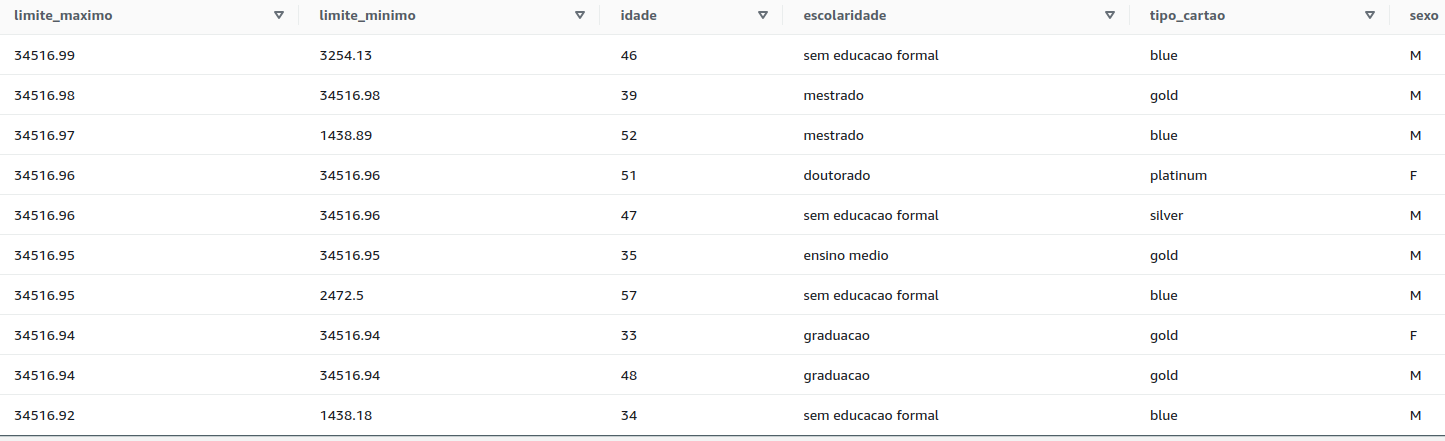 limite_maximo limite_minimo idade escolaridade tipo_cartao sexo
34516.99 3254.13 46 sem educacao formal blue M
34516.98 34516.98 39 mestrado gold M
34516.97 1438.89 52 mestrado blue M
34516.96 34516.96 51 doutorado platinum F
34516.96 34516.96 47 sem educacao formal silver M
34516.95 34516.95 35 ensino medio gold M
34516.95 2472.5 57 sem educacao formal blue M
34516.94 34516.94 33 graduacao gold F
34516.94 34516.94 48 graduacao gold M
34516.92 1438.18 34 sem educacao formal blue M